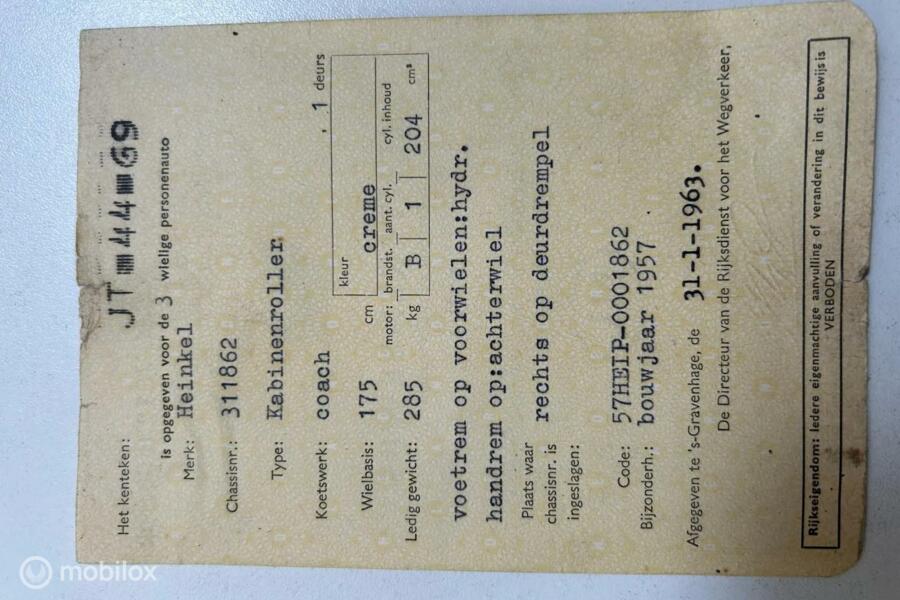 Het kenteken: JT-44-69
is opgegeven voor de 3 wielige personenauto
Merk: Heinkel
Chassisnr.: 311862
Type: Kabinenroller
Koetswerk: coach , 1 deurs
kleur creme
Wielbasis: 175 cm
motor: brandst. aant. cyl. cyl. inhoud
Ledig gewicht: 285 kg B 1 204 cm³
voetrem op voorwielen:hydr.
handrem op:achterwiel
Plaats waar chassisnr. is ingeslagen: rechts op deurdrempel
Code: 57HEIP-0001862
Bijzonderh.: bouwjaar 1957
Afgegeven te 's-Gravenhage, de 31-1-1963.
De Directeur van de Rijksdienst voor het Wegverkeer,
Rijkseigendom: Iedere eigenmachtige aanvulling of verandering in dit bewijs is
VERBODEN
mobilox